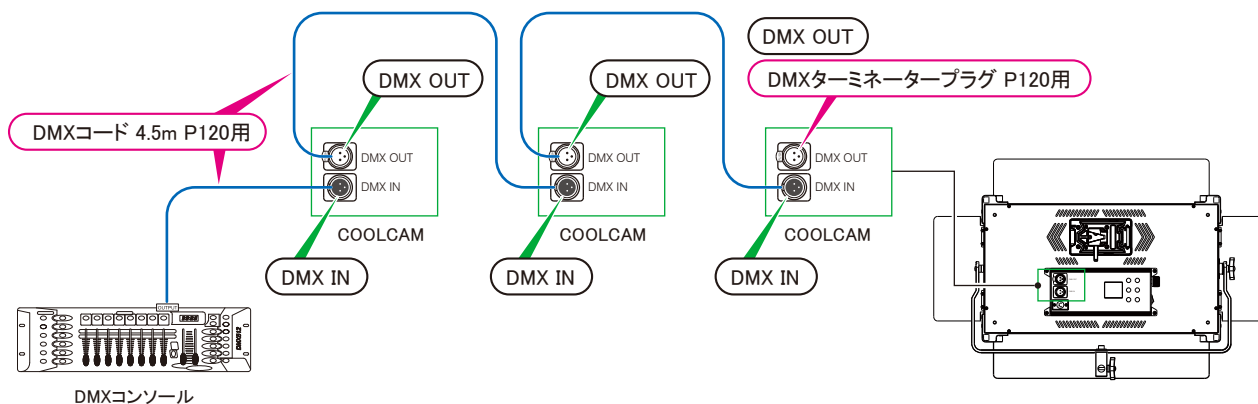 DMX OUT
DMX OUT
DMX OUT
DMXターミネータープラグ P120用
DMXコード 4.5m P120用
DMX OUT
DMX IN
COOLCAM
DMX OUT
DMX IN
COOLCAM
DMX OUT
DMX IN
COOLCAM
DMX IN
DMX IN
DMX IN
OUTPUT
DMX512
DMXコンソール